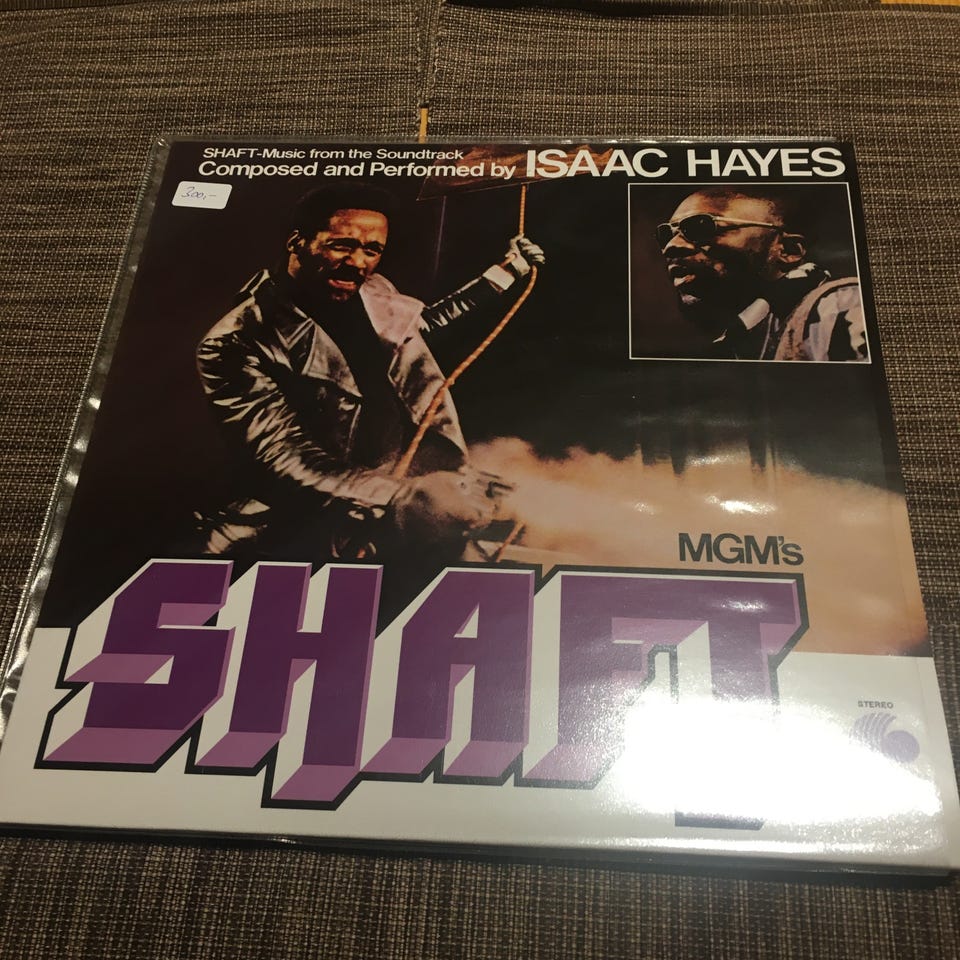 SHAFT-Music from the Soundtrack
Composed and Performed by ISAAC HAYES
300,-
MGM's
SHAFT
STEREO